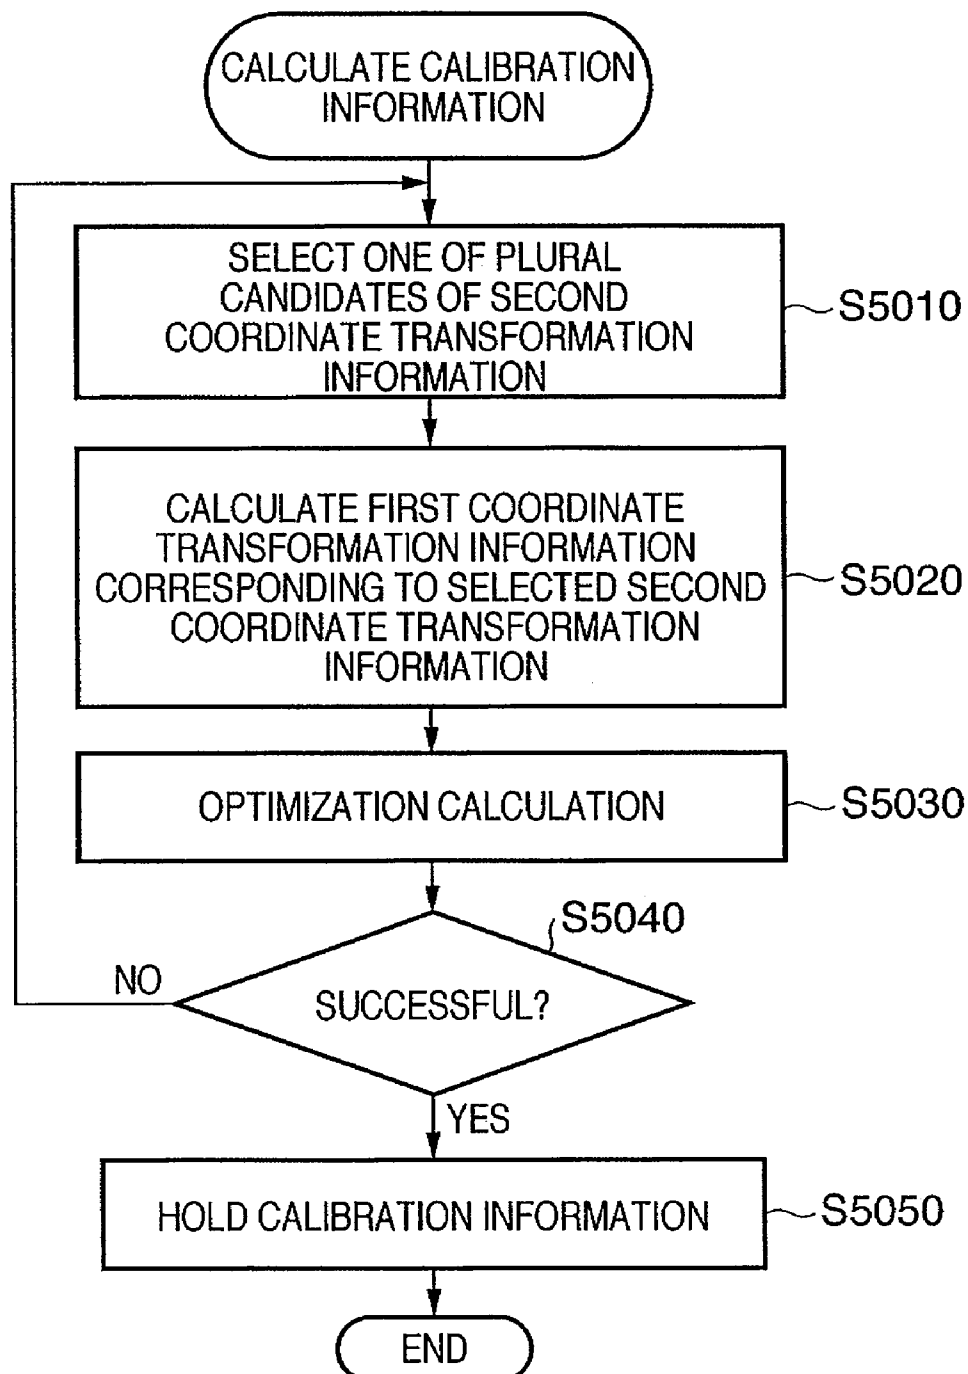 CALCULATE CALIBRATION
INFORMATION
SELECT ONE OF PLURAL
CANDIDATES OF SECOND
COORDINATE TRANSFORMATION
INFORMATION
S5010
CALCULATE FIRST COORDINATE
TRANSFORMATION INFORMATION
CORRESPONDING TO SELECTED SECOND
COORDINATE TRANSFORMATION
INFORMATION
S5020
OPTIMIZATION CALCULATION
S5030
S5040
NO
SUCCESSFUL?
YES
HOLD CALIBRATION INFORMATION
S5050
END